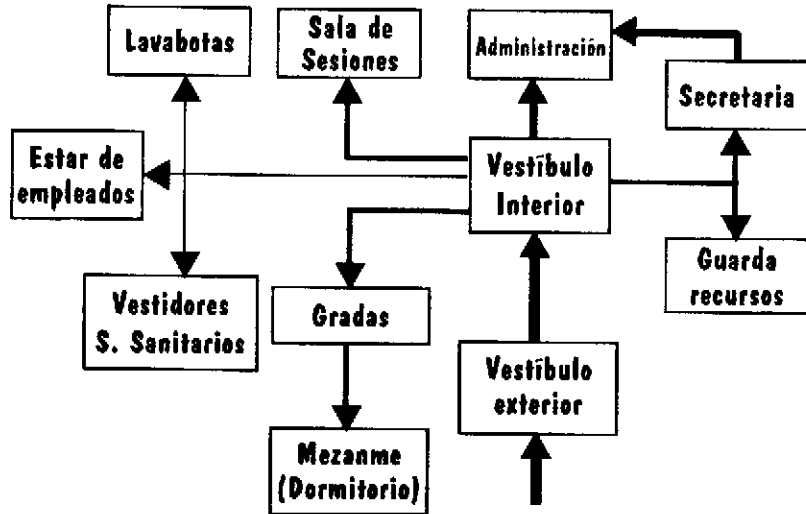 Lavabotas
Sala de
Sesiones
Administración
Secretaria
Estar de
empleados
Vestíbulo
Interior
Guarda
recursos
Vestidores
S. Sanitarios
Gradas
Vestíbulo
exterior
Mezanme
(Dormitorio)